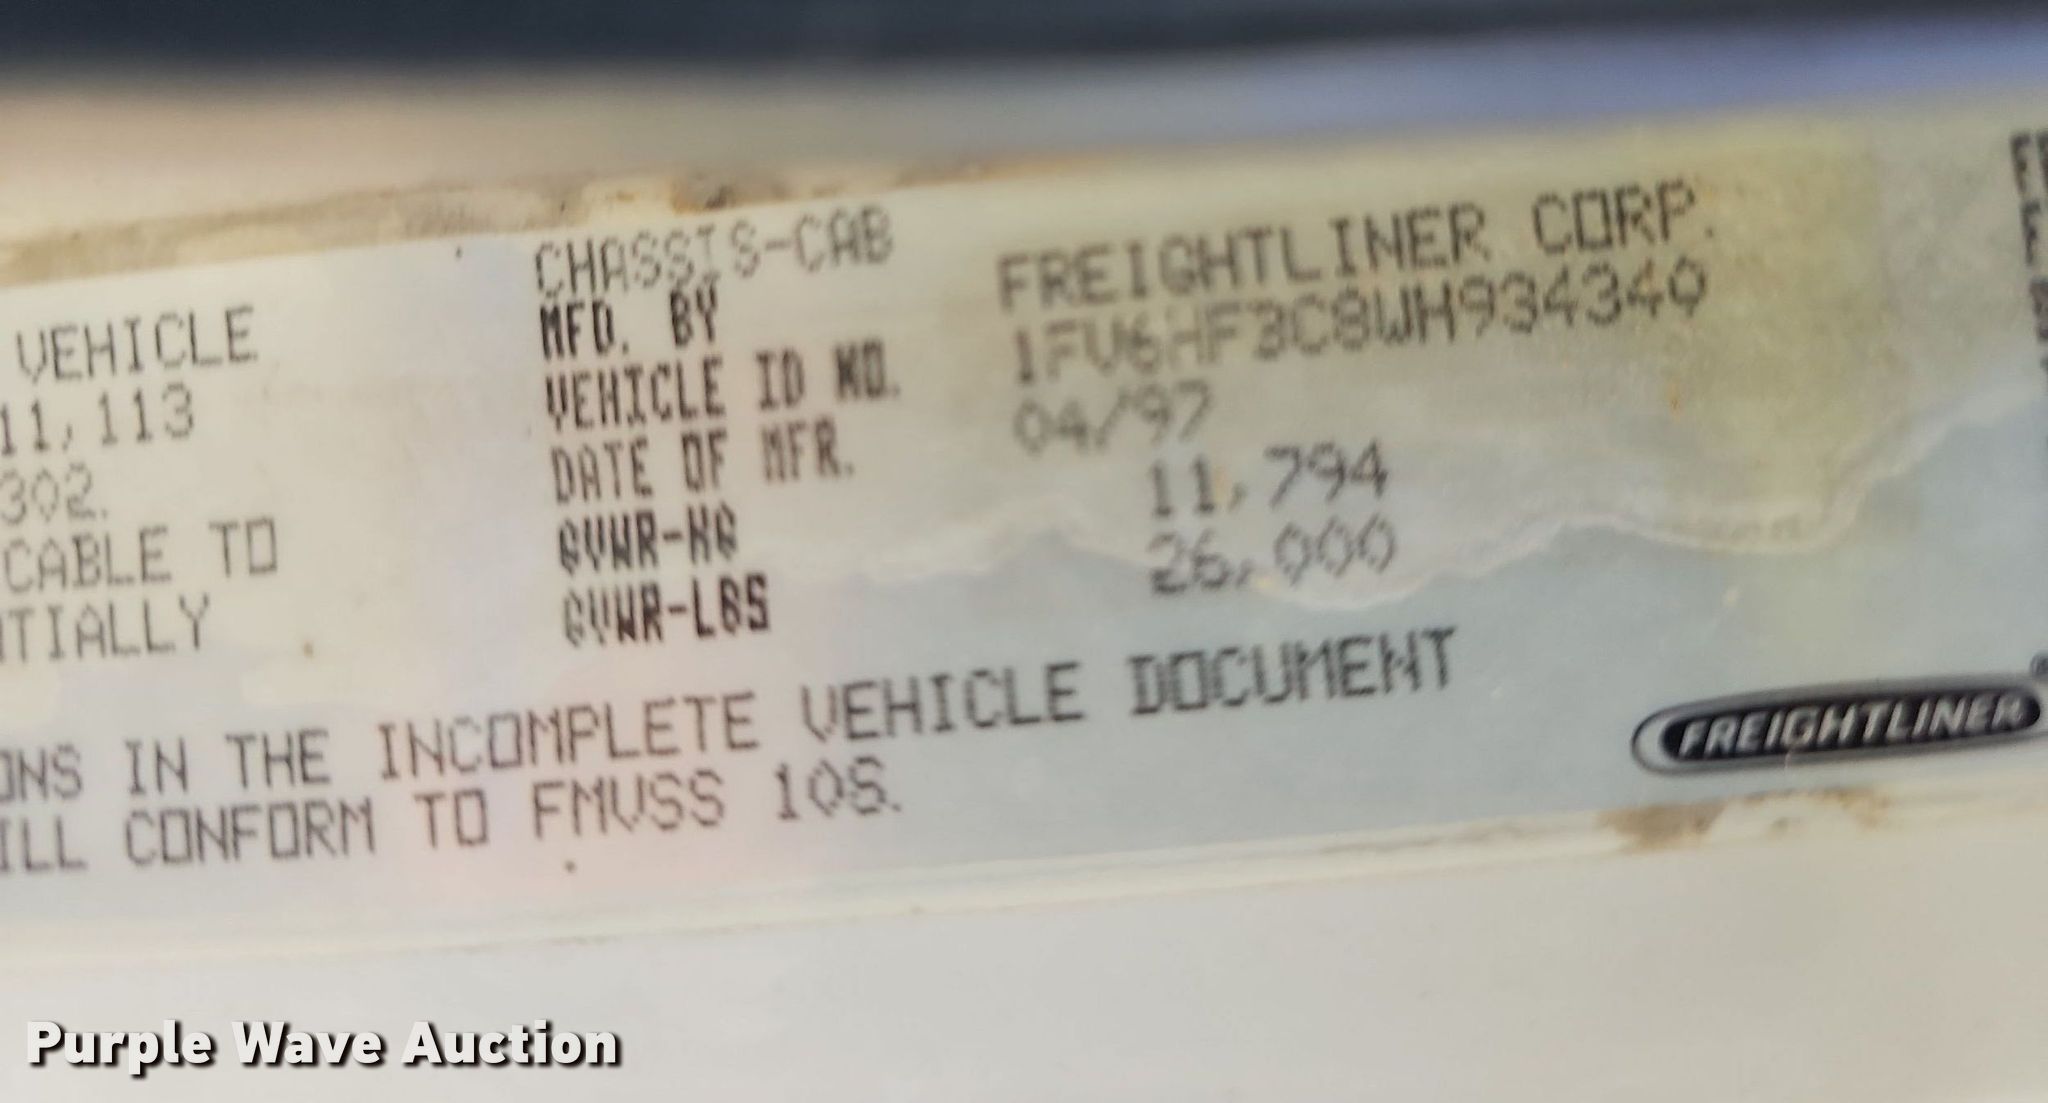 CHASSIS-CAB
MFD. BY FREIGHTLINER CORP.
VEHICLE VEHICLE ID NO. 1FV6HF3C8WH934340
11,113 DATE OF MFR. 04/97
302. GVWR-KG 11,794
CABLE TO GVWR-LBS 26,000
TIALLY
ONS IN THE INCOMPLETE VEHICLE DOCUMENT
ILL CONFORM TO FMVSS 105.
FREIGHTLINER
Purple Wave Auction